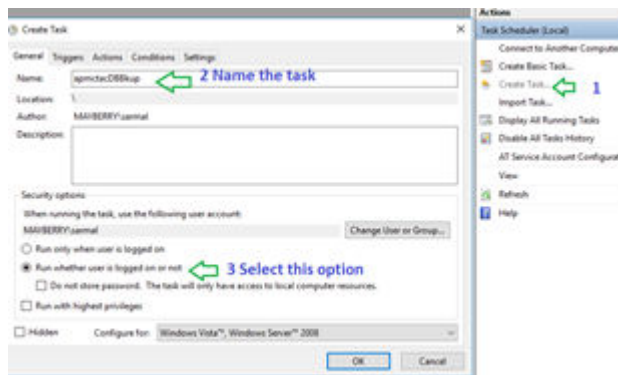 Actions
Create Task
Task Scheduler (Local)
General Triggers Actions Conditions Settings
Connect to Another Compute
Name: apmctacDBBkup 2 Name the task
Create Basic Task...
Create Task... 1
Location: \
Import Task...
Author: MAYBERRY\sarmal
Display All Running Tasks
Description:
Disable All Tasks History
AT Service Account Configurat
View
Refresh
Help
Security options
When running the task, use the following user account:
MAYBERRY\sarmal Change User or Group...
Run only when user is logged on
Run whether user is logged on or not 3 Select this option
Do not store password. The task will only have access to local computer resources.
Run with highest privileges
Hidden Configure for: Windows Vista™, Windows Server™ 2008
OK Cancel